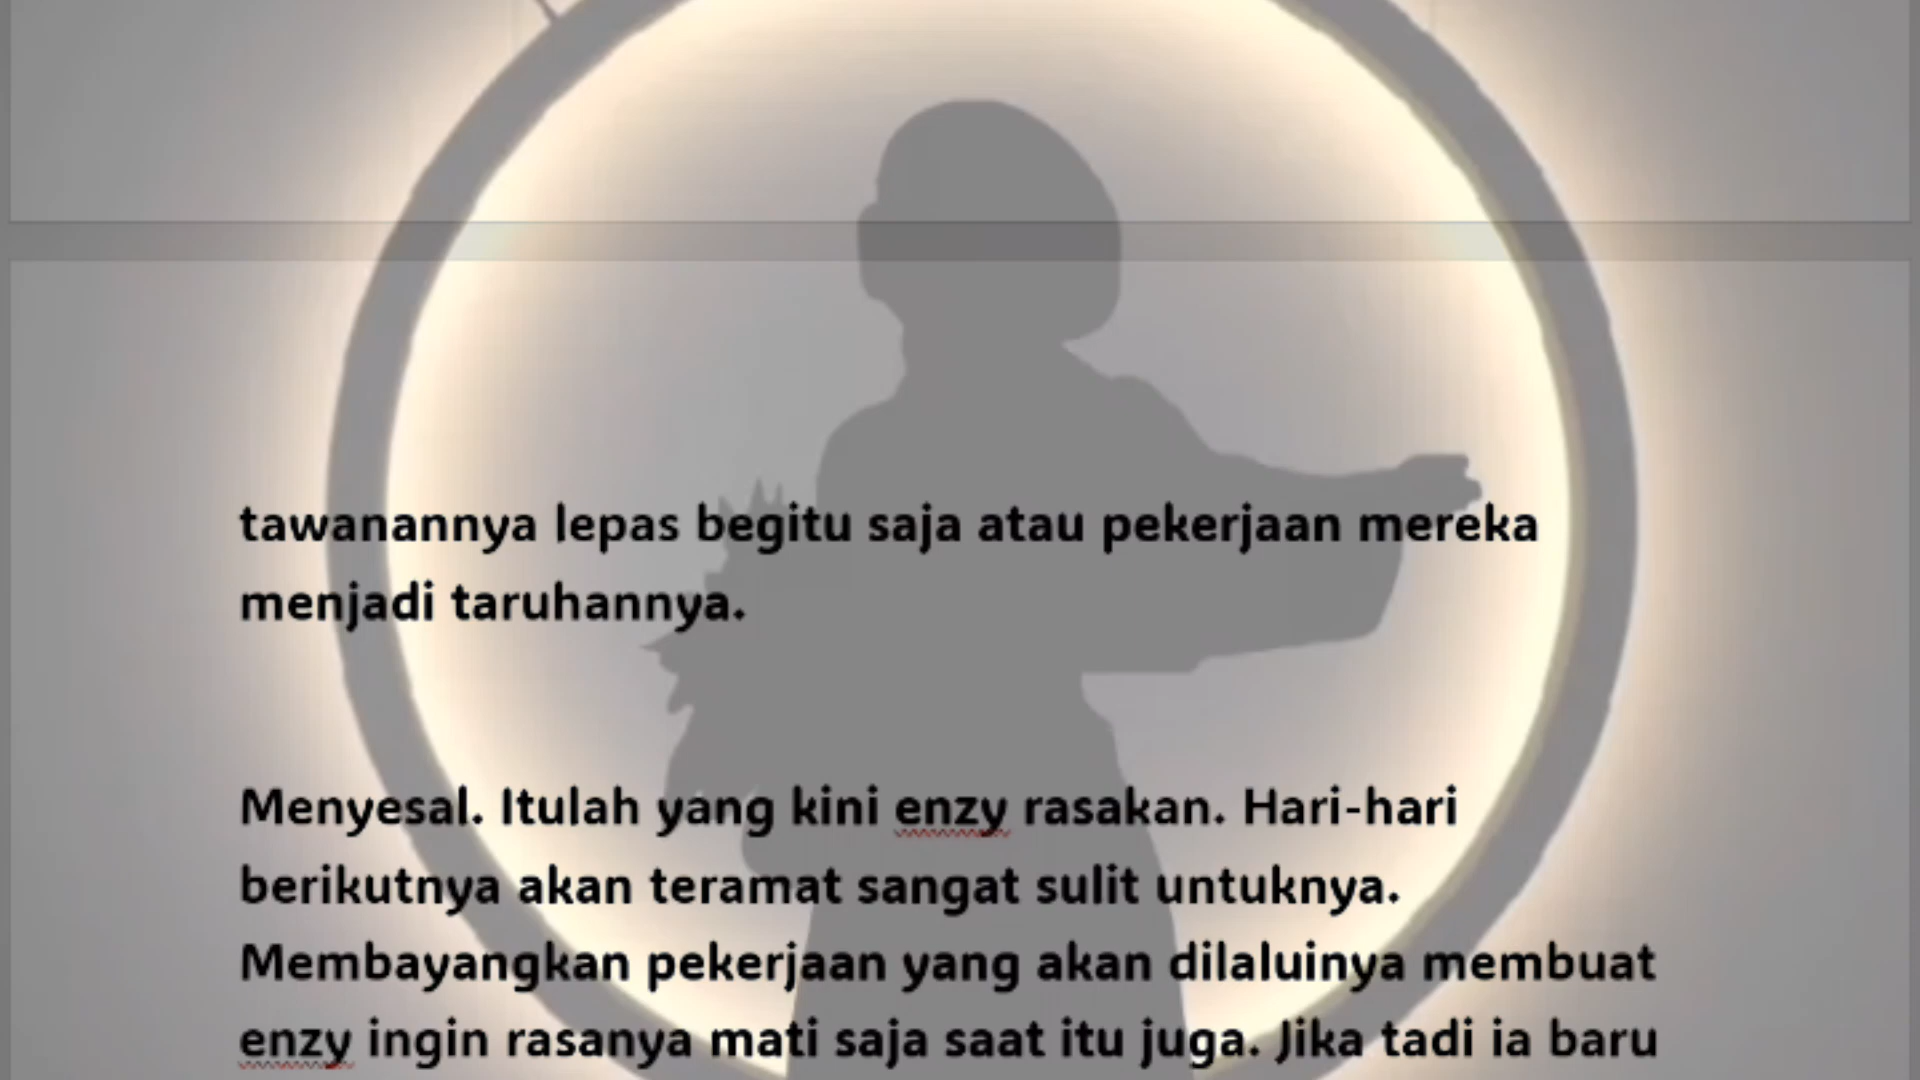 tawanannya lepas begitu saja atau pekerjaan mereka
menjadi taruhannya.
Menyesal. Itulah yang kini enzy rasakan. Hari-hari
berikutnya akan teramat sangat sulit untuknya.
Membayangkan pekerjaan yang akan dilaluinya membuat
enzy ingin rasanya mati saja saat itu juga. Jika tadi ia baru